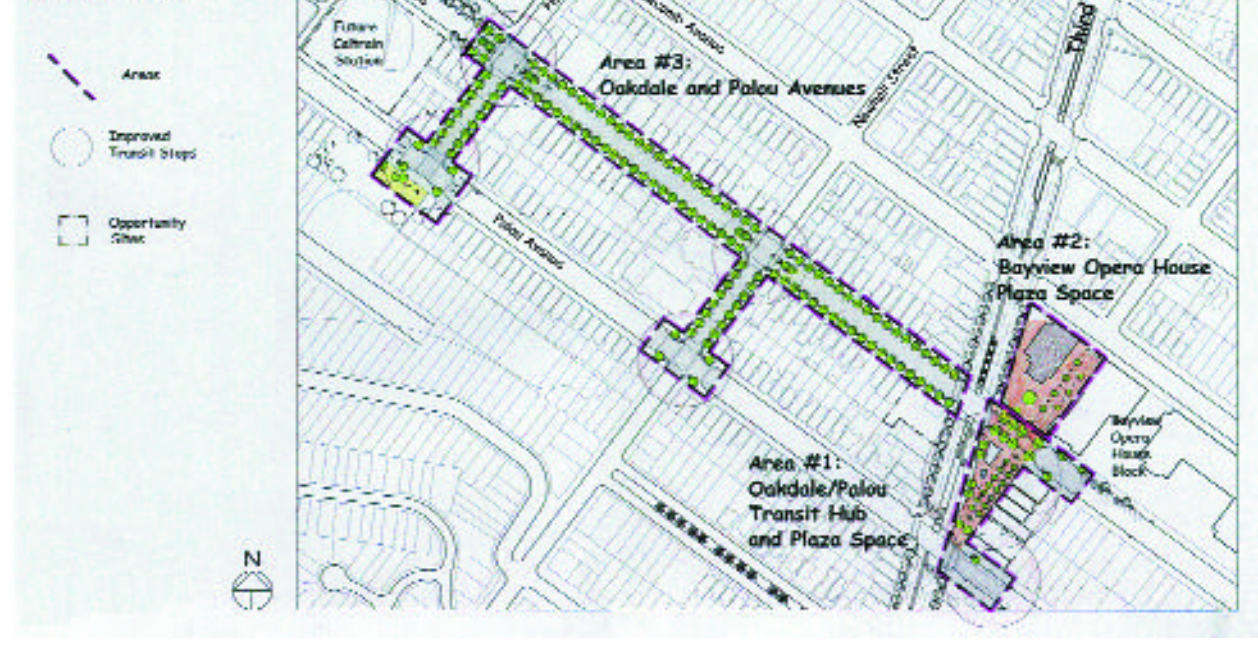 Future
Caltrain
Station
Avenue
Newhall Street
Third
Area #3:
Oakdale and Palou Avenues
Areas
Improved
Transit Stops
Opportunity
Sites
Palou Avenue
Area #2:
Bayview Opera House
Plaza Space
Bayview
Opera
House
Block
Area #1:
Oakdale/Palou
Transit Hub
and Plaza Space
N